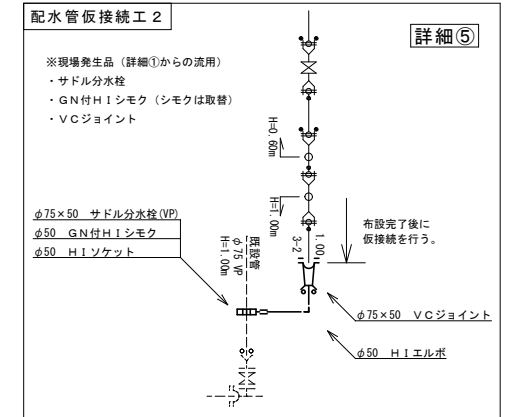 配水管仮接続工2
詳細⑤
※現場発生品（詳細①からの流用）
・サドル分水栓
・GN付HIシモク（シモクは取替）
・VCジョイント
H=0.60m
H=1.00m
布設完了後に
仮接続を行う。
1.00
3-2
φ75×50 サドル分水栓(VP)
φ50 GN付HIシモク
φ50 HIソケット
既設管
φ75 VP
H=1.00m
φ75×50 VCジョイント
φ50 HIエルボ